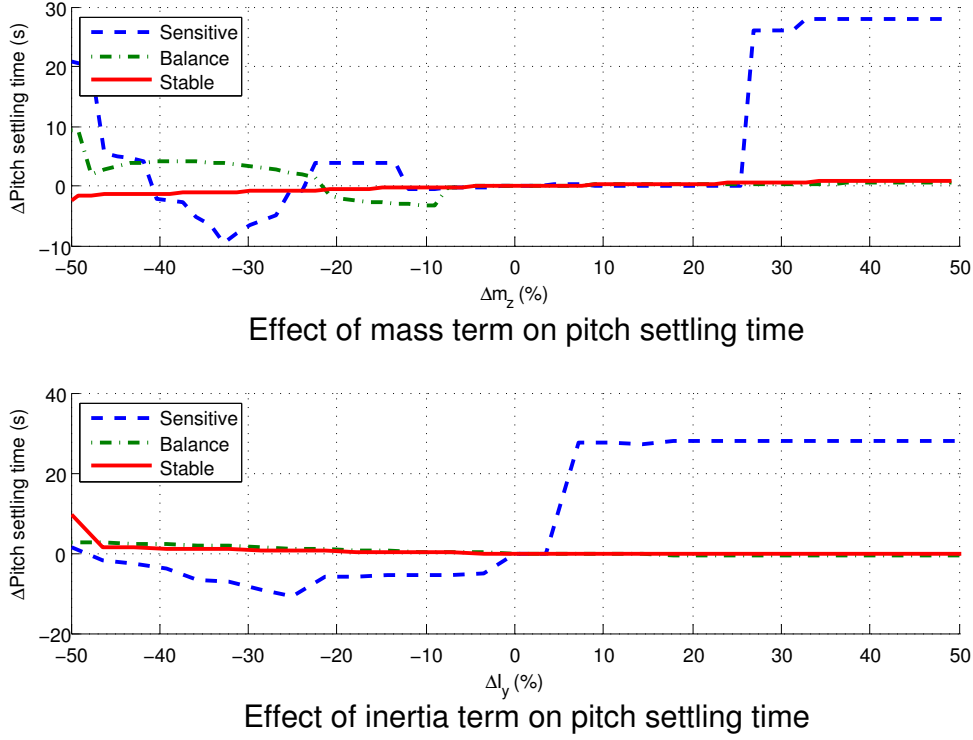 30
20
10
0
−10
ΔPitch settling time (s)
Sensitive
Balance
Stable
−50 −40 −30 −20 −10 0 10 20 30 40 50
Δm_z (%)
Effect of mass term on pitch settling time
40
20
0
−20
ΔPitch settling time (s)
Sensitive
Balance
Stable
−50 −40 −30 −20 −10 0 10 20 30 40 50
ΔI_y (%)
Effect of inertia term on pitch settling time